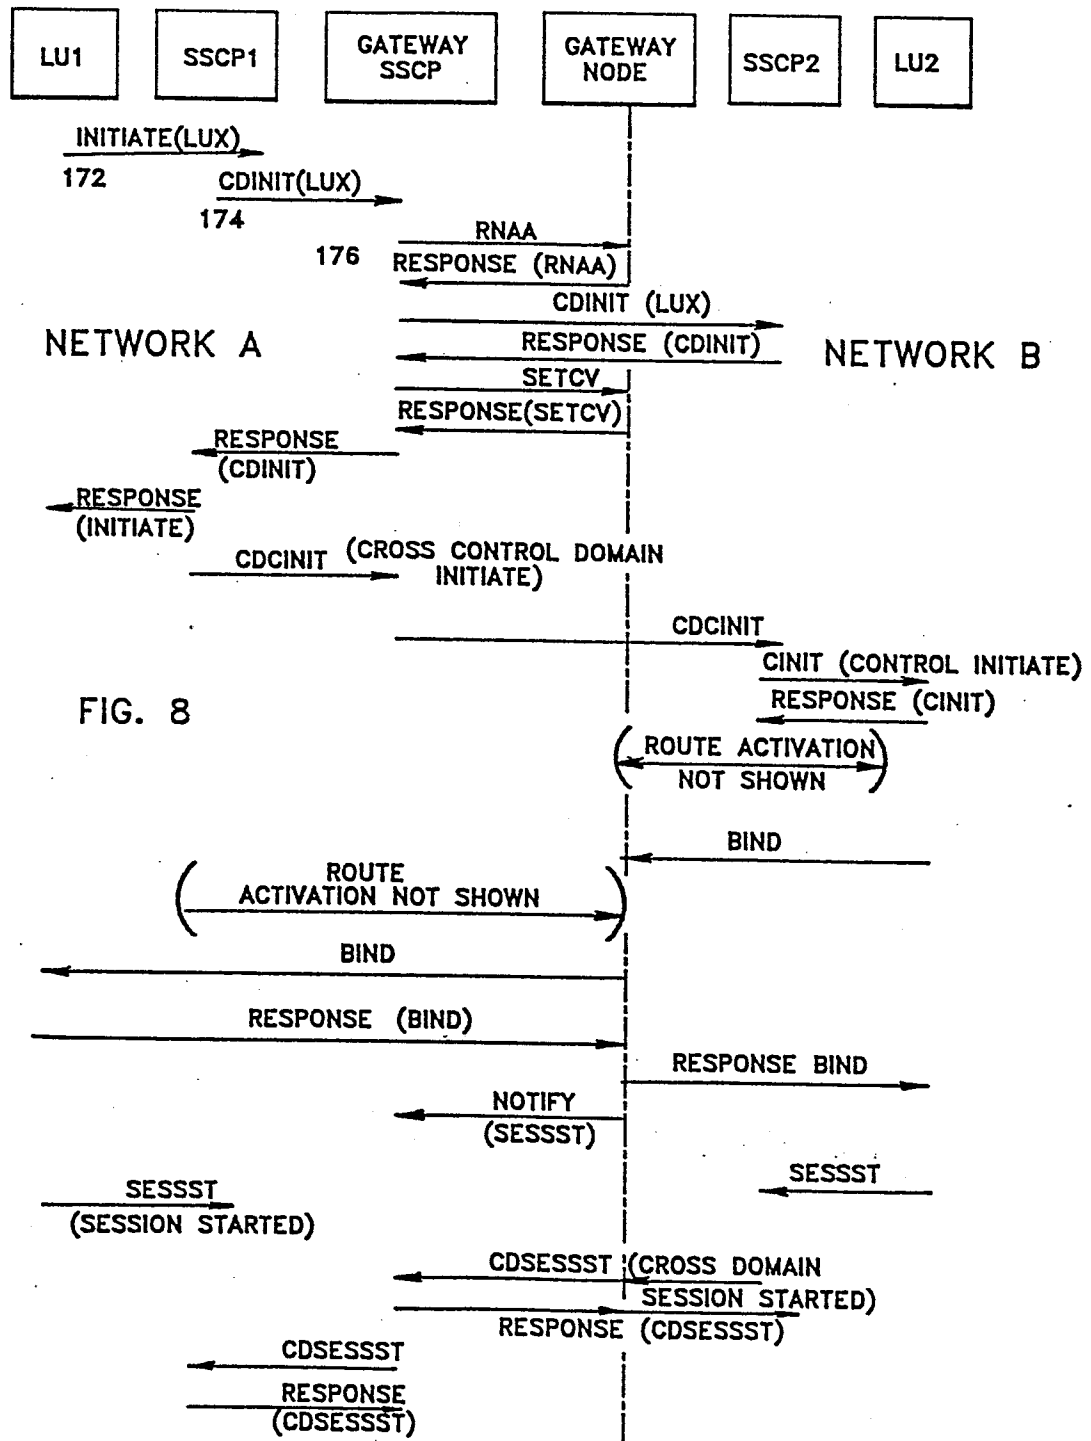 LU1
SSCP1
GATEWAY
SSCP
GATEWAY
NODE
SSCP2
LU2
INITIATE(LUX)
172
CDINIT(LUX)
174
RNAA
176
RESPONSE (RNAA)
CDINIT (LUX)
NETWORK A
RESPONSE (CDINIT)
NETWORK B
SETCV
RESPONSE(SETCV)
RESPONSE
(CDINIT)
RESPONSE
(INITIATE)
CDCINIT (CROSS CONTROL DOMAIN
INITIATE)
CDCINIT
CINIT (CONTROL INITIATE)
RESPONSE (CINIT)
FIG. 8
(ROUTE ACTIVATION
NOT SHOWN)
BIND
(ROUTE
ACTIVATION NOT SHOWN)
BIND
RESPONSE (BIND)
RESPONSE BIND
NOTIFY
(SESSST)
SESSST
SESSST
(SESSION STARTED)
CDSESSST (CROSS DOMAIN
SESSION STARTED)
RESPONSE (CDSESSST)
CDSESSST
RESPONSE
(CDSESSST)